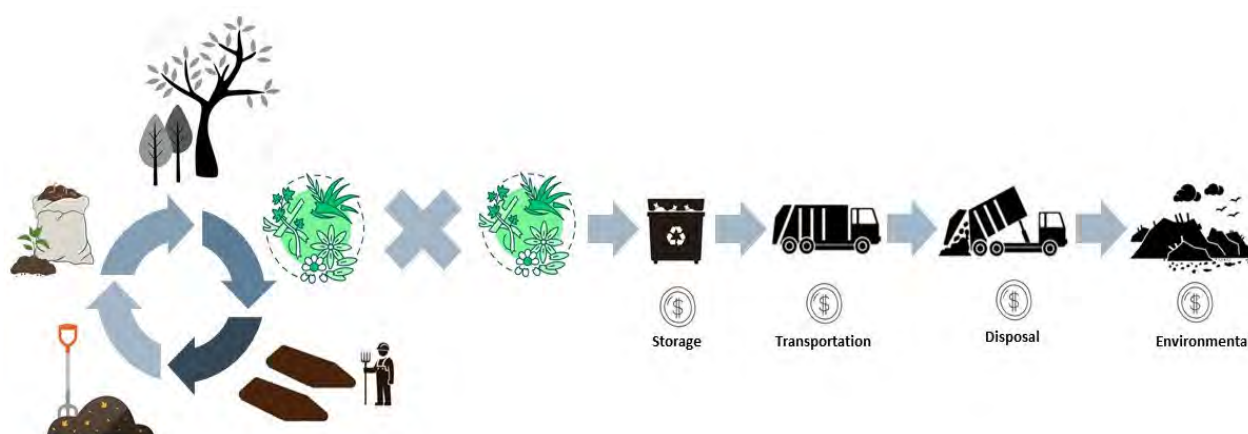 $
$
$
$
Storage
Transportation
Disposal
Environmenta